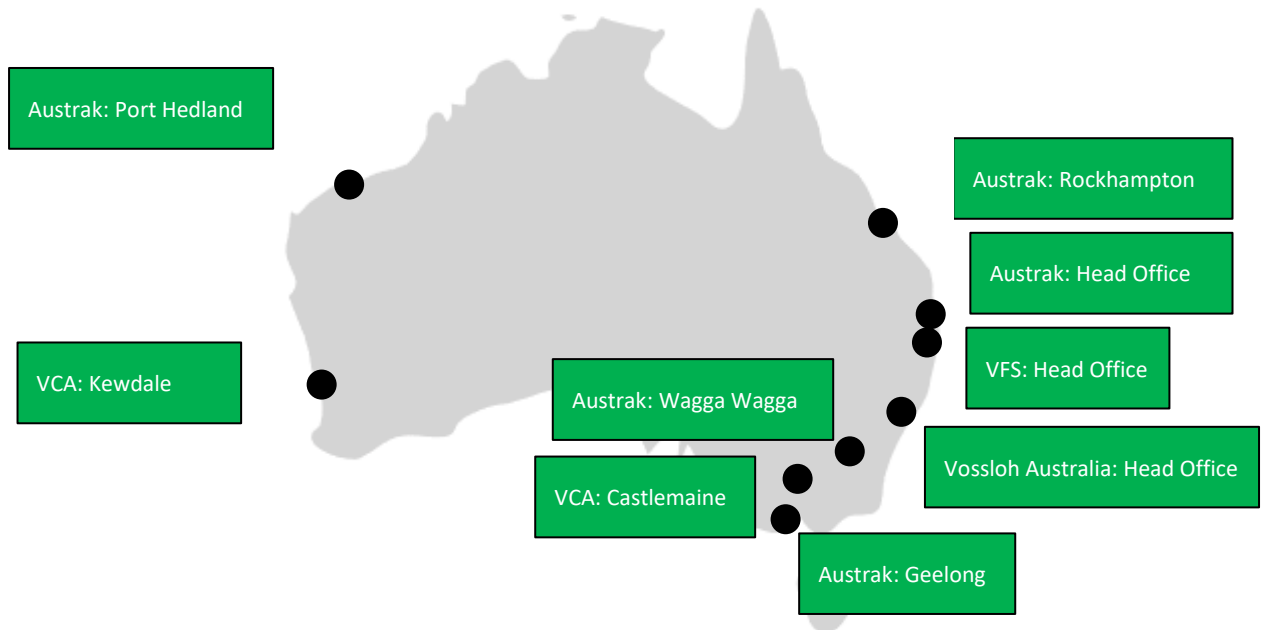 Austrak: Port Hedland
Austrak: Rockhampton
Austrak: Head Office
VFS: Head Office
VCA: Kewdale
Austrak: Wagga Wagga
Vossloh Australia: Head Office
VCA: Castlemaine
Austrak: Geelong